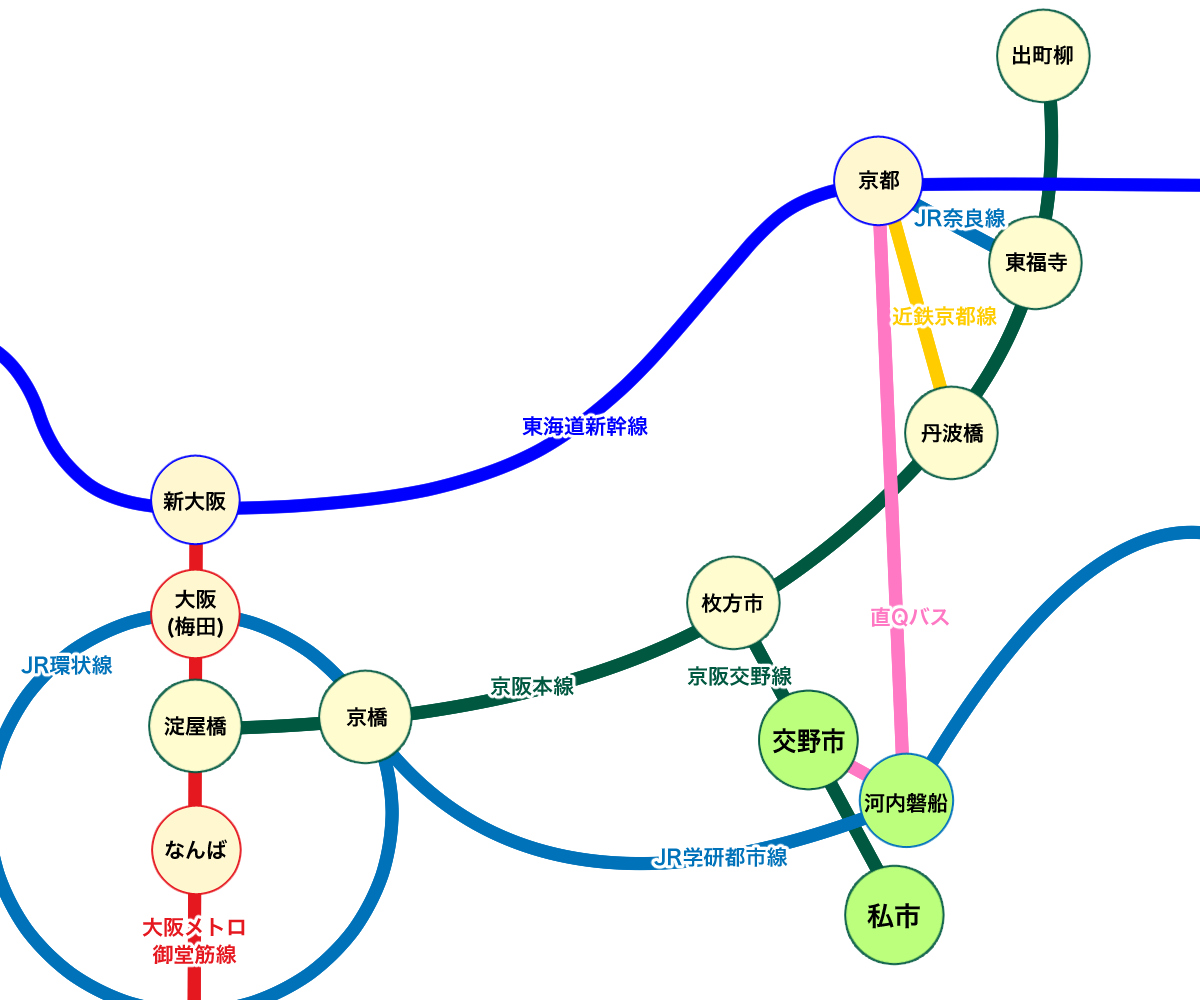 出町柳
京都
JR奈良線
東福寺
近鉄京都線
東海道新幹線
丹波橋
新大阪
大阪
(梅田)
枚方市
直Qバス
JR環状線
京阪交野線
京阪本線
淀屋橋
京橋
交野市
河内磐船
なんば
JR学研都市線
私市
大阪メトロ
御堂筋線